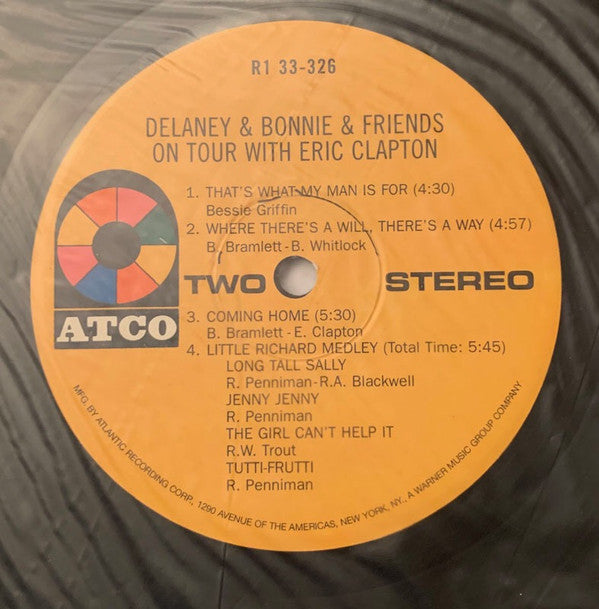 R1 33-326
DELANEY & BONNIE & FRIENDS
ON TOUR WITH ERIC CLAPTON
1. THAT'S WHAT MY MAN IS FOR (4:30)
Bessie Griffin
2. WHERE THERE'S A WILL, THERE'S A WAY (4:57)
B. Bramlett-B. Whitlock
TWO STEREO
ATCO
3. COMING HOME (5:30)
B. Bramlett-E. Clapton
4. LITTLE RICHARD MEDLEY (Total Time: 5:45)
LONG TALL SALLY
R. Penniman-R.A. Blackwell
JENNY JENNY
R. Penniman
THE GIRL CAN'T HELP IT
R.W. Trout
TUTTI-FRUTTI
R. Penniman
MFG. BY ATLANTIC RECORDING CORP., 1290 AVENUE OF THE AMERICAS, NEW YORK, NY., A WARNER MUSIC GROUP COMPANY